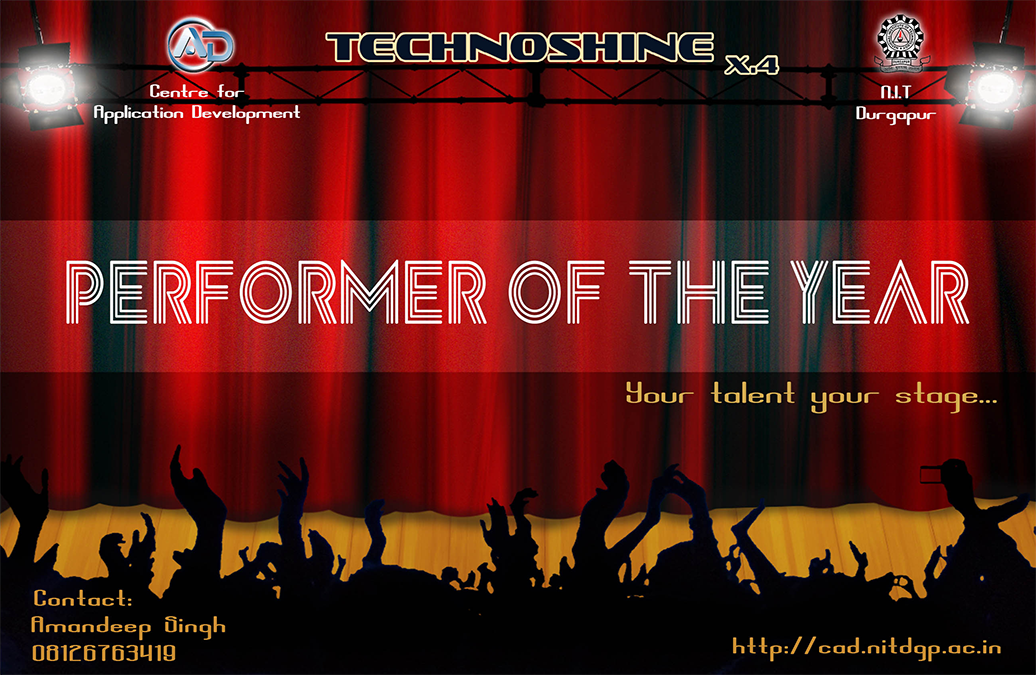 AD
TECHNOSHINE
X.4
Centre for
Application Development
N.I.T
Durgapur
PERFORMER OF THE YEAR
Your talent your stage...
Contact:
Amandeep Singh
08126763419
http://cad.nitdgp.ac.in